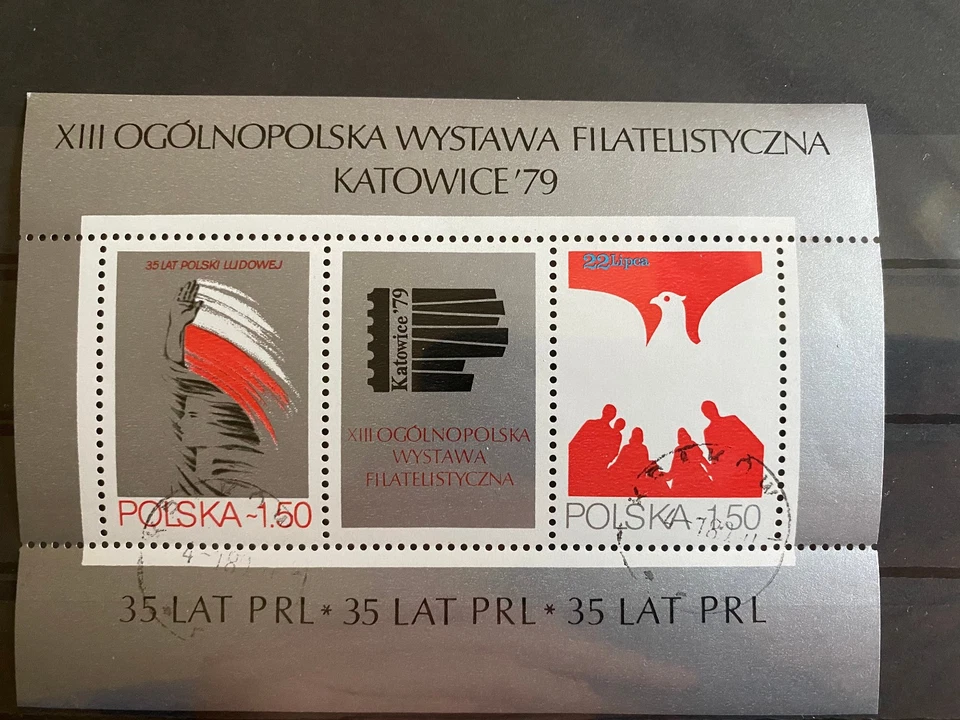 XIII OGÓLNOPOLSKA WYSTAWA FILATELISTYCZNA
KATOWICE '79
35 LAT POLSKI LUDOWEJ
POLSKA ~1.50
Katowice '79
XIII OGÓLNOPOLSKA
WYSTAWA
FILATELISTYCZNA
22 Lipca
POLSKA 1.50
35 LAT PRL * 35 LAT PRL * 35 LAT PRL